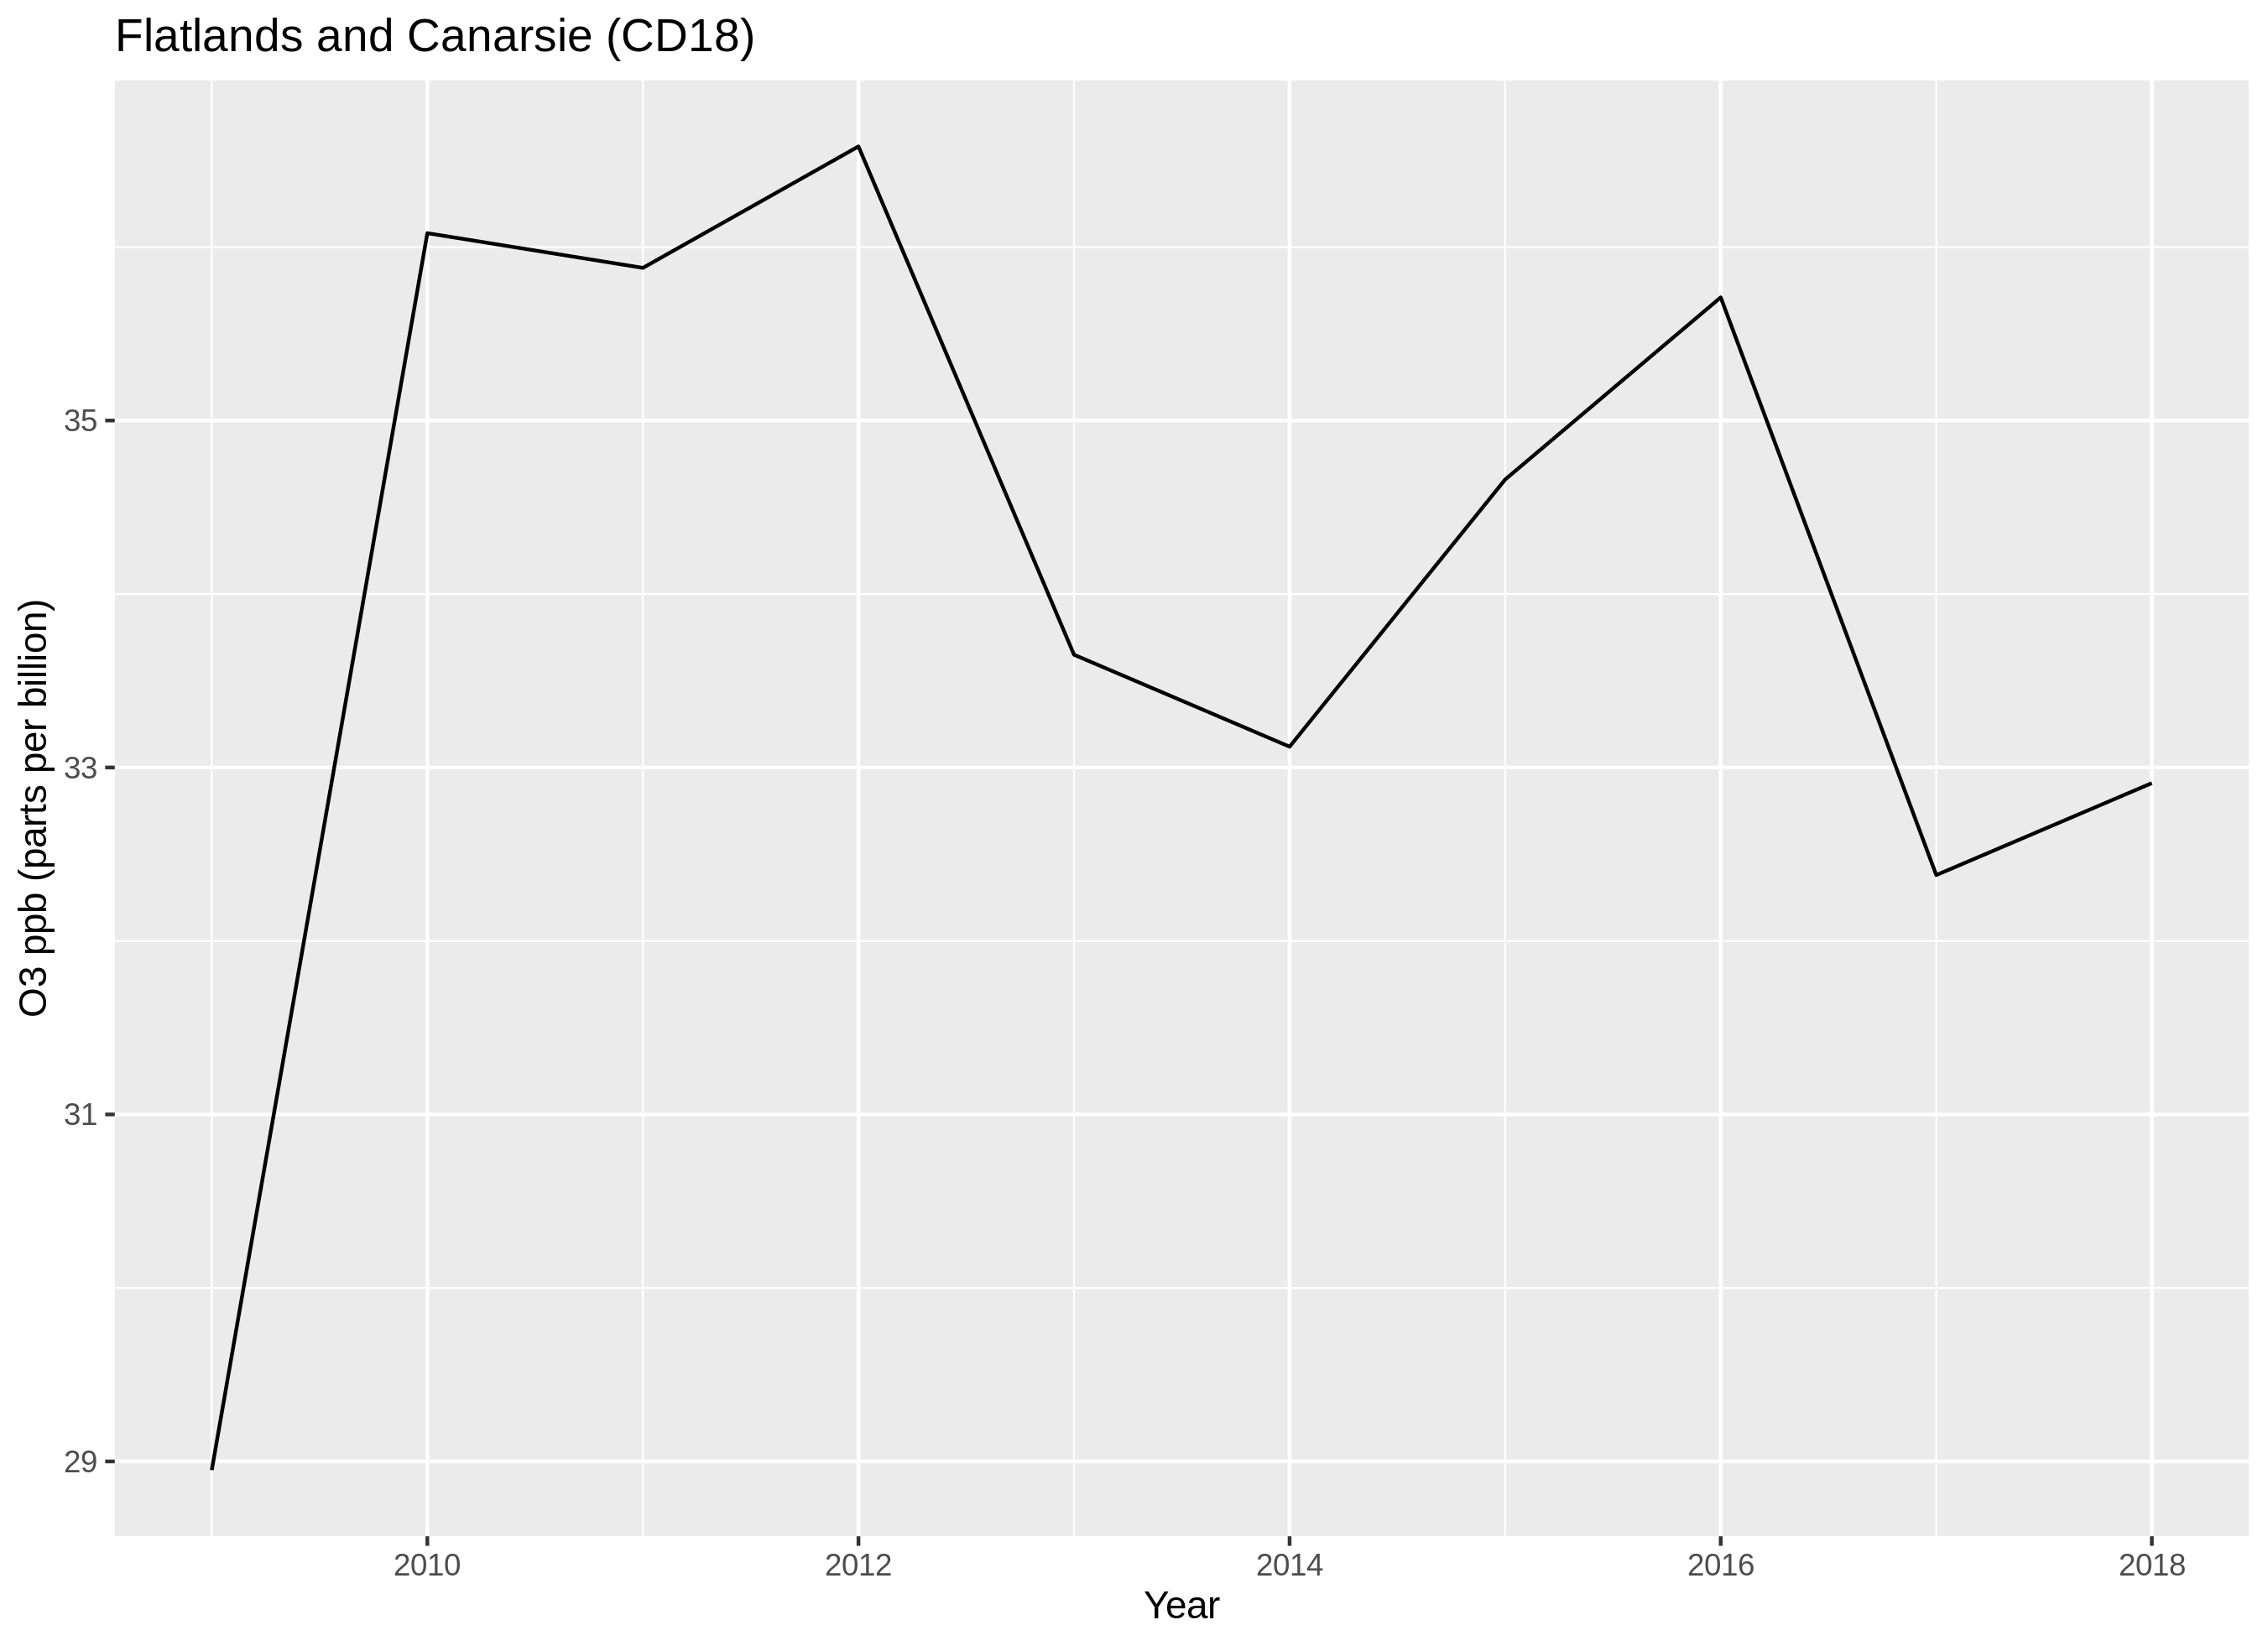 Flatlands and Canarsie (CD18)
O3 ppb (parts per billion)
35
33
31
29
2010 2012 2014 2016 2018
Year